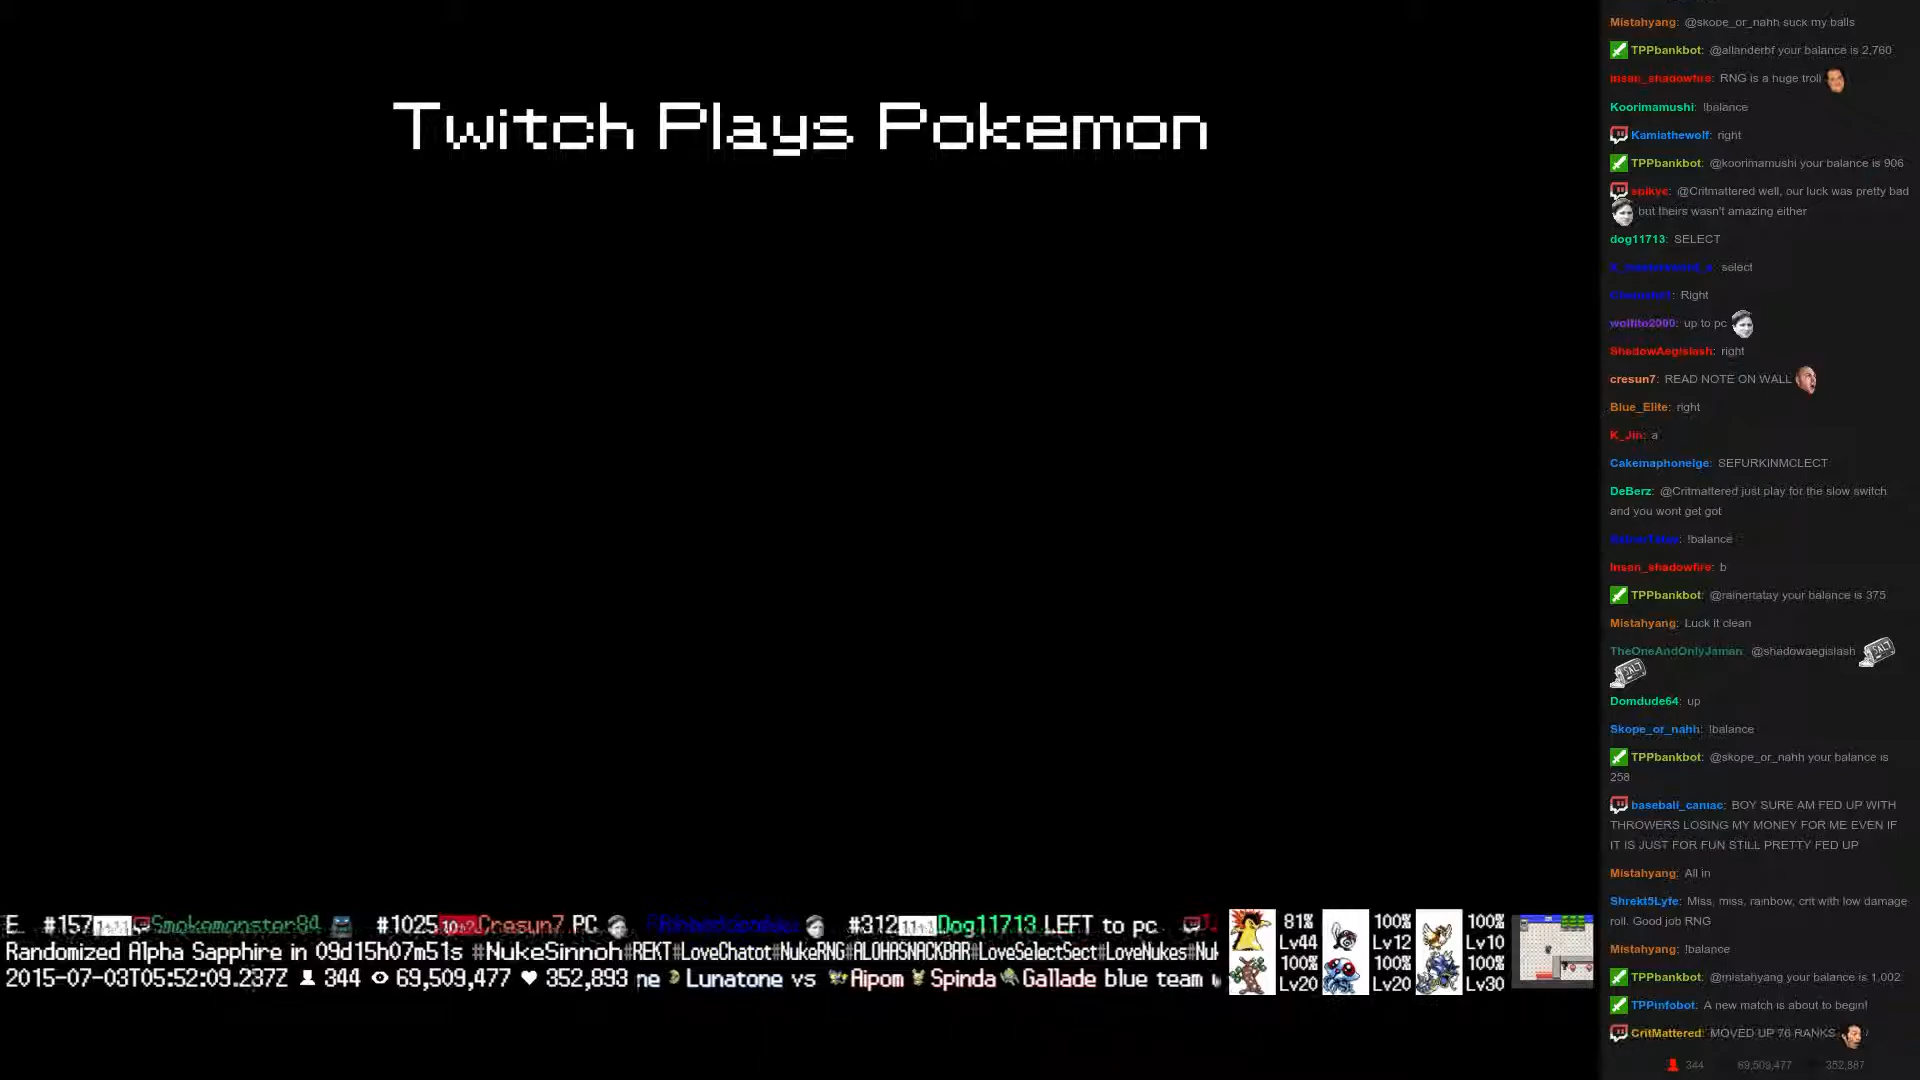 Twitch Plays Pokemon
E. #157 Smokemonster84 #1025 Cresun7 PC #312 Dog11713 LEFT to pc
Randomized Alpha Sapphire in 09d15h07m51s #NukeSinnoh#REKT#LoveChatot#NukeRNG#ALOHASNACKBAR#LoveSelectSect#LoveNukes#Nuk
2015-07-03T05:52:09.237Z 344 69,509,477 352,893 ne Lunatone vs Aipom Spinda Gallade blue team
81% 100% 100%
Lv44 Lv12 Lv10
100% 100% 100%
Lv20 Lv20 Lv30
Mistahyang: @skope_or_nahh suck my balls
TPPbankbot: @allanderbf your balance is 2,760
Insan_shadowfire: RNG is a huge troll
Koorimamushi: !balance
Kamiathewolf: right
TPPbankbot: @koorimamushi your balance is 906
@Critmattered well, our luck was pretty bad
but theirs wasn't amazing either
dog11713: SELECT
select
Right
wolfito2000: up to pc
ShadowAegislash: right
cresun7: READ NOTE ON WALL
Blue_Elite: right
K_Jin: a
Cakemaphoneige: SEFURKINMCLECT
DeBerz: @Critmattered just play for the slow switch
and you wont get got
!balance
Insan_shadowfire: b
TPPbankbot: @rainertatay your balance is 375
Mistahyang: Luck it clean
TheOneAndOnlyJaman: @shadowaegislash
Domdude64: up
Skope_or_nahh: !balance
TPPbankbot: @skope_or_nahh your balance is
258
baseball_camac: BOY SURE AM FED UP WITH
THROWERS LOSING MY MONEY FOR ME EVEN IF
IT IS JUST FOR FUN STILL PRETTY FED UP
Mistahyang: All in
Shrekt5Lyfe: Miss, miss, rainbow, crit with low damage
roll. Good job RNG
Mistahyang: !balance
TPPbankbot: @mistahyang your balance is 1,002
TPPinfobot: A new match is about to begin!
CritMattered: MOVED UP 76 RANKS
344 69,509,477 352,887